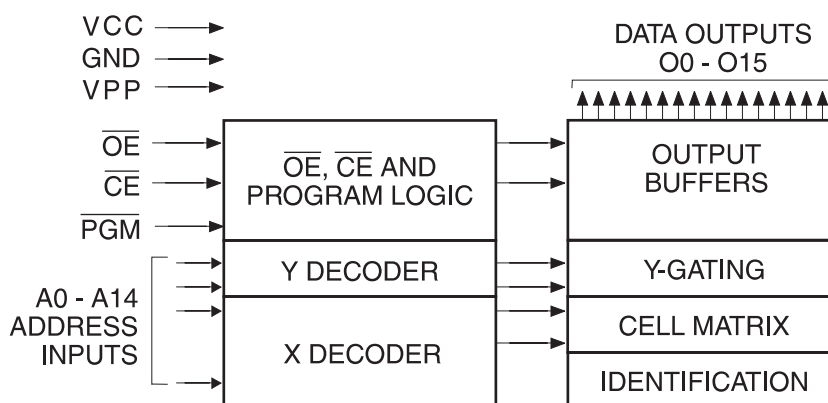 VCC
GND
VPP
OE
CE
PGM
A0 - A14
ADDRESS
INPUTS
OE, CE AND
PROGRAM LOGIC
Y DECODER
X DECODER
DATA OUTPUTS
O0 - O15
OUTPUT
BUFFERS
Y-GATING
CELL MATRIX
IDENTIFICATION